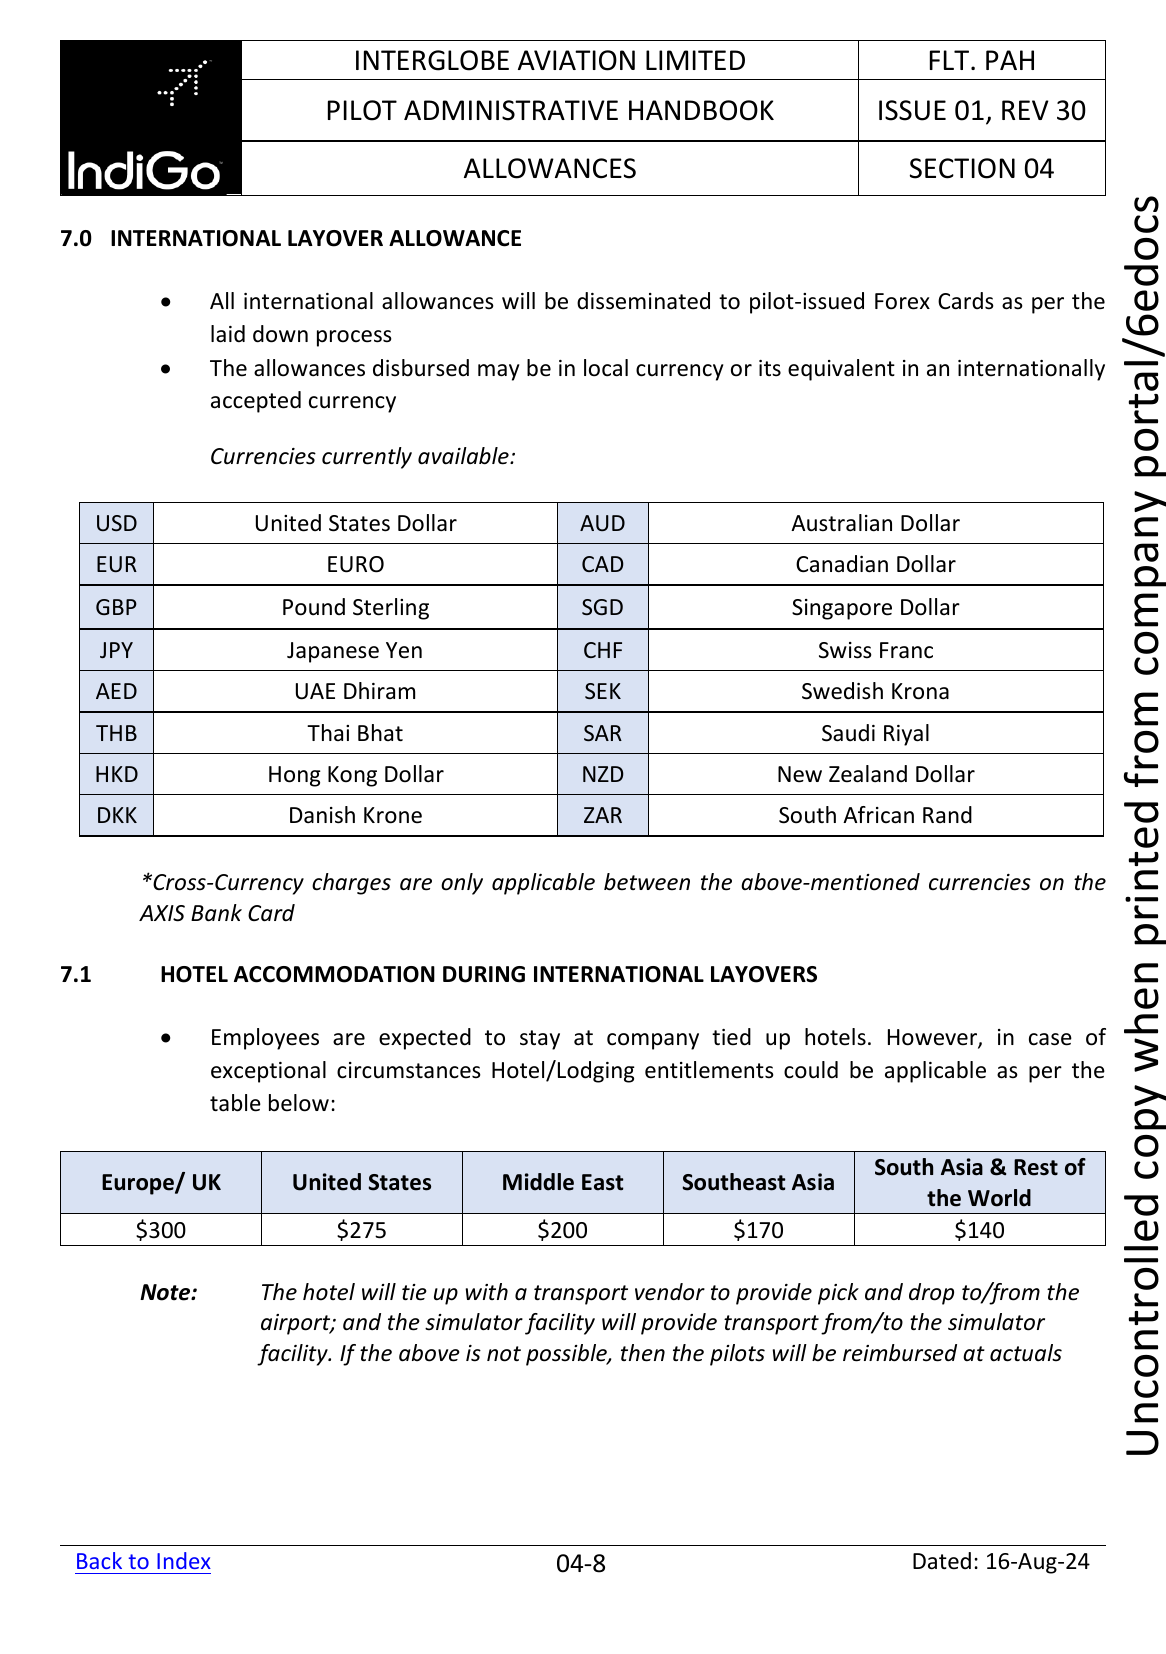 INTERGLOBE AVIATION LIMITED
FLT. PAH
PILOT ADMINISTRATIVE HANDBOOK
ISSUE 01, REV 30
IndiGo
ALLOWANCES
SECTION 04
7.0 INTERNATIONAL LAYOVER ALLOWANCE
• All international allowances will be disseminated to pilot-issued Forex Cards as per the
laid down process
• The allowances disbursed may be in local currency or its equivalent in an internationally
accepted currency
Currencies currently available:
USD United States Dollar AUD Australian Dollar
EUR EURO CAD Canadian Dollar
GBP Pound Sterling SGD Singapore Dollar
JPY Japanese Yen CHF Swiss Franc
AED UAE Dhiram SEK Swedish Krona
THB Thai Bhat SAR Saudi Riyal
HKD Hong Kong Dollar NZD New Zealand Dollar
DKK Danish Krone ZAR South African Rand
*Cross-Currency charges are only applicable between the above-mentioned currencies on the
AXIS Bank Card
7.1 HOTEL ACCOMMODATION DURING INTERNATIONAL LAYOVERS
• Employees are expected to stay at company tied up hotels. However, in case of
exceptional circumstances Hotel/Lodging entitlements could be applicable as per the
table below:
Europe/ UK United States Middle East Southeast Asia South Asia & Rest of
the World
$300 $275 $200 $170 $140
Note: The hotel will tie up with a transport vendor to provide pick and drop to/from the
airport; and the simulator facility will provide transport from/to the simulator
facility. If the above is not possible, then the pilots will be reimbursed at actuals
Back to Index 04-8 Dated: 16-Aug-24
Uncontrolled copy when printed from company portal/6edocs